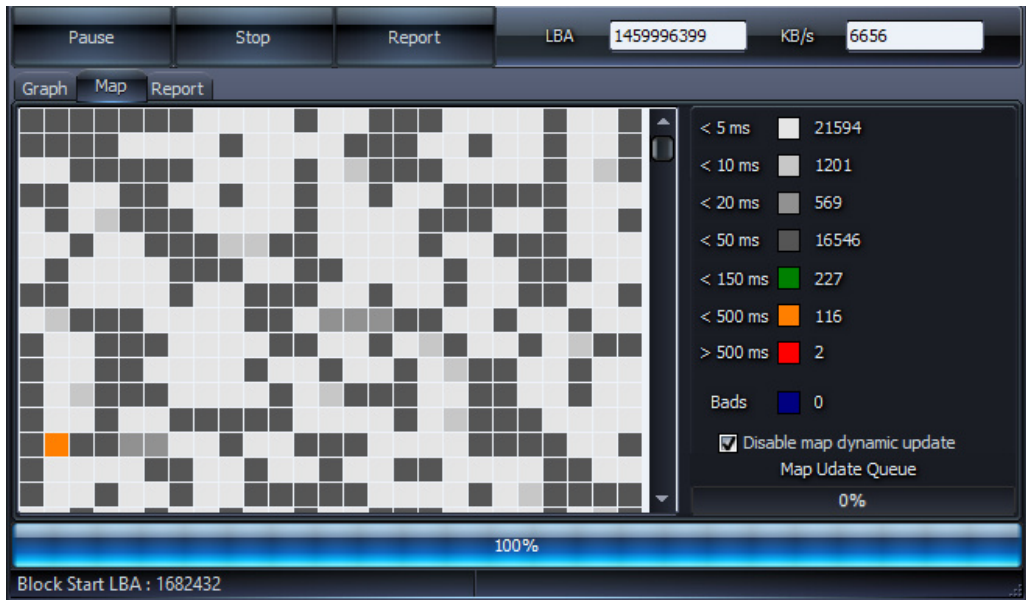 Pause Stop Report LBA 1459996399 KB/s 6656
Graph Map Report
< 5 ms 21594
< 10 ms 1201
< 20 ms 569
< 50 ms 16546
< 150 ms 227
< 500 ms 116
> 500 ms 2
Bads 0
Disable map dynamic update
Map Udate Queue
0%
100%
Block Start LBA : 1682432